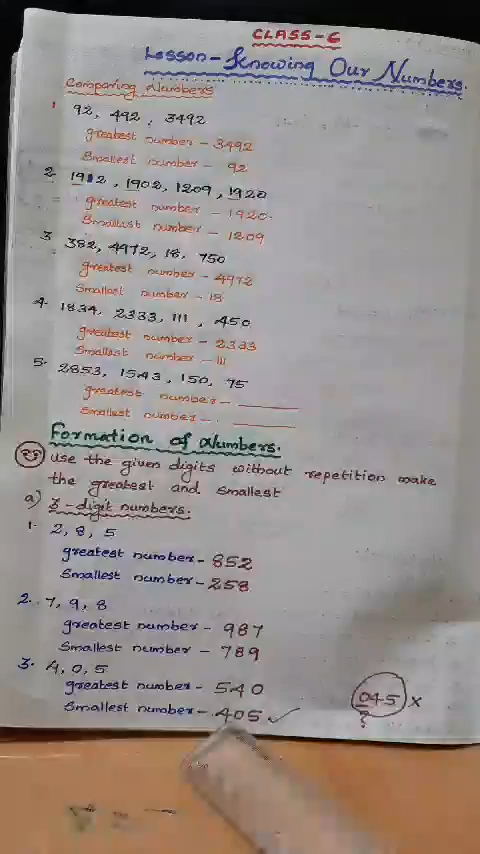 CLASS-6
Lesson-Knowing Our Numbers.
Comparing Numbers
1 92, 492, 3492
greatest number - 3492
Smallest number - 92
2 1912, 1902, 1209, 1920
greatest number - 1920.
Smallest number - 1209
3 382, 4972, 18, 750
greatest number - 4972
Smallest number - 18
4. 1834, 2333, 111, 450
greatest number - 2333
Smallest number - 111
5. 2853, 1543, 150, 75
greatest number -
Smallest number -
Formation of Numbers.
use the given digits without repetition make
the greatest and smallest
a) 3-digit numbers.
1. 2, 8, 5
greatest number - 852
Smallest number - 258
2. 7, 9, 8
greatest number - 987
Smallest number - 789
3. 4, 0, 5
greatest number - 540
Smallest number - 405 ✓
045 x
?